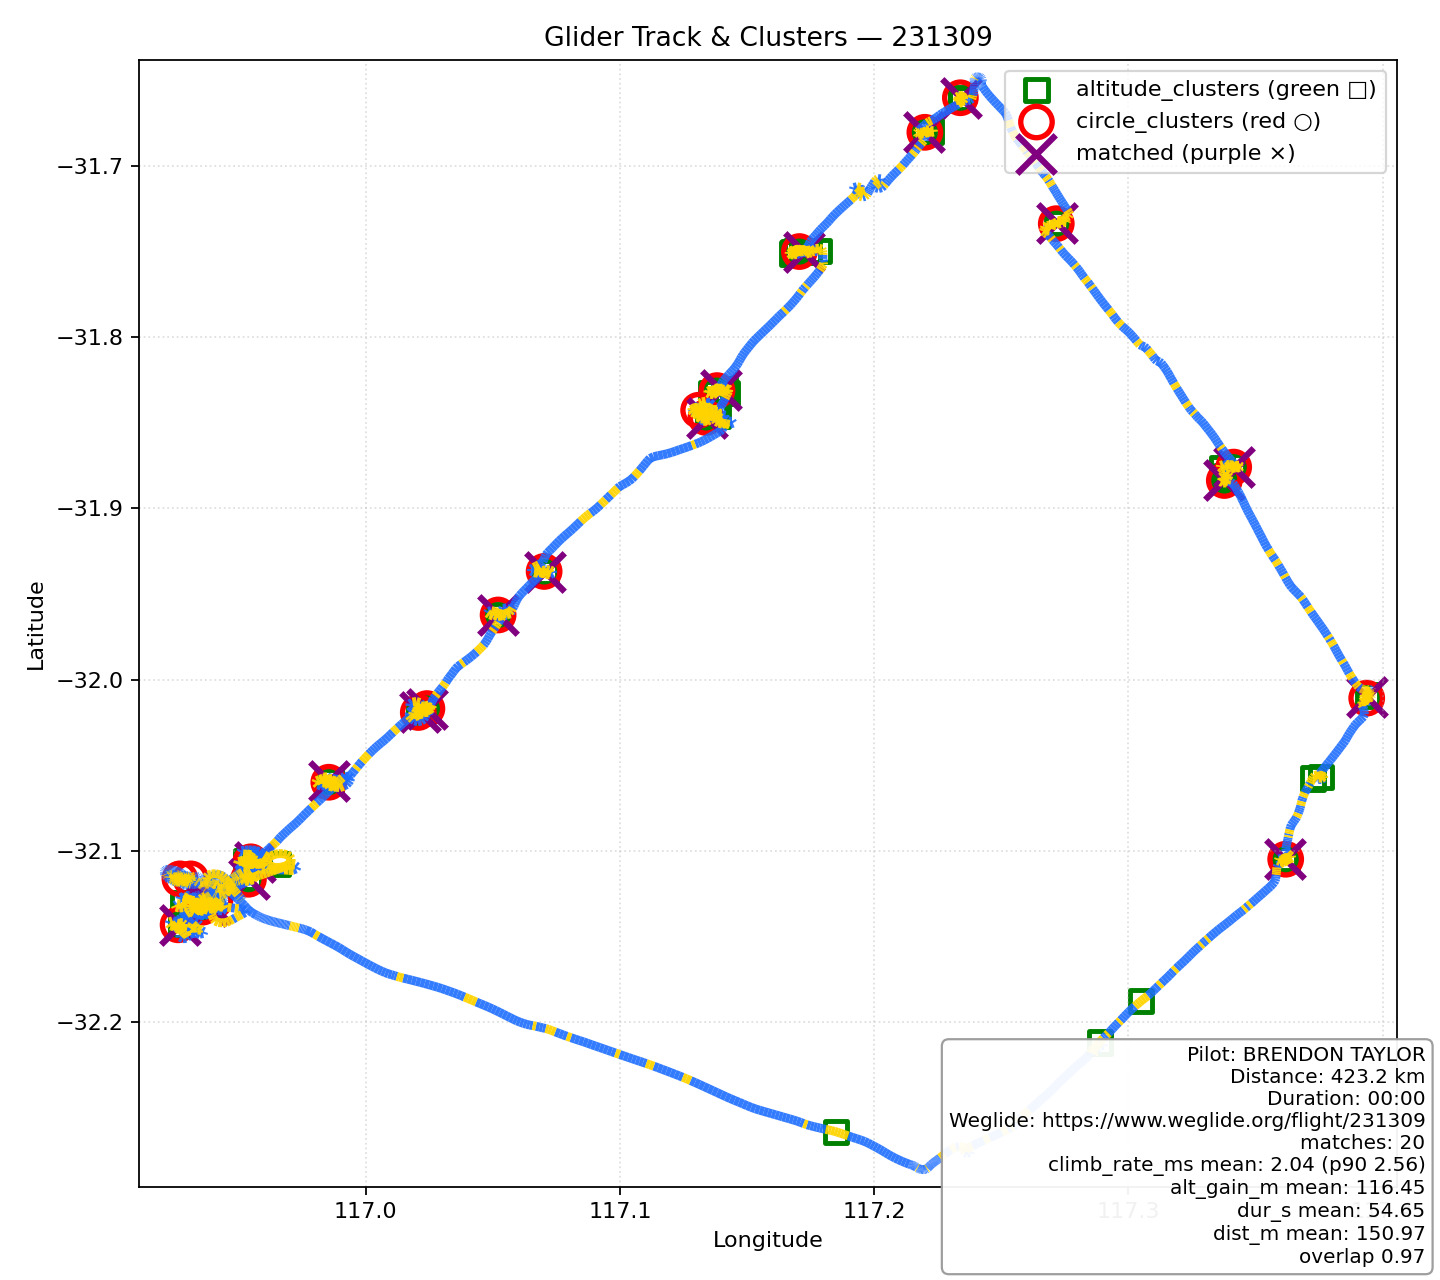 Glider Track & Clusters — 231309
altitude_clusters (green □)
circle_clusters (red ○)
matched (purple ×)
−31.7
−31.8
−31.9
−32.0
−32.1
−32.2
Latitude
117.0
117.1
117.2
117.3
Longitude
Pilot: BRENDON TAYLOR
Distance: 423.2 km
Duration: 00:00
Weglide: https://www.weglide.org/flight/231309
matches: 20
climb_rate_ms mean: 2.04 (p90 2.56)
alt_gain_m mean: 116.45
dur_s mean: 54.65
dist_m mean: 150.97
overlap 0.97